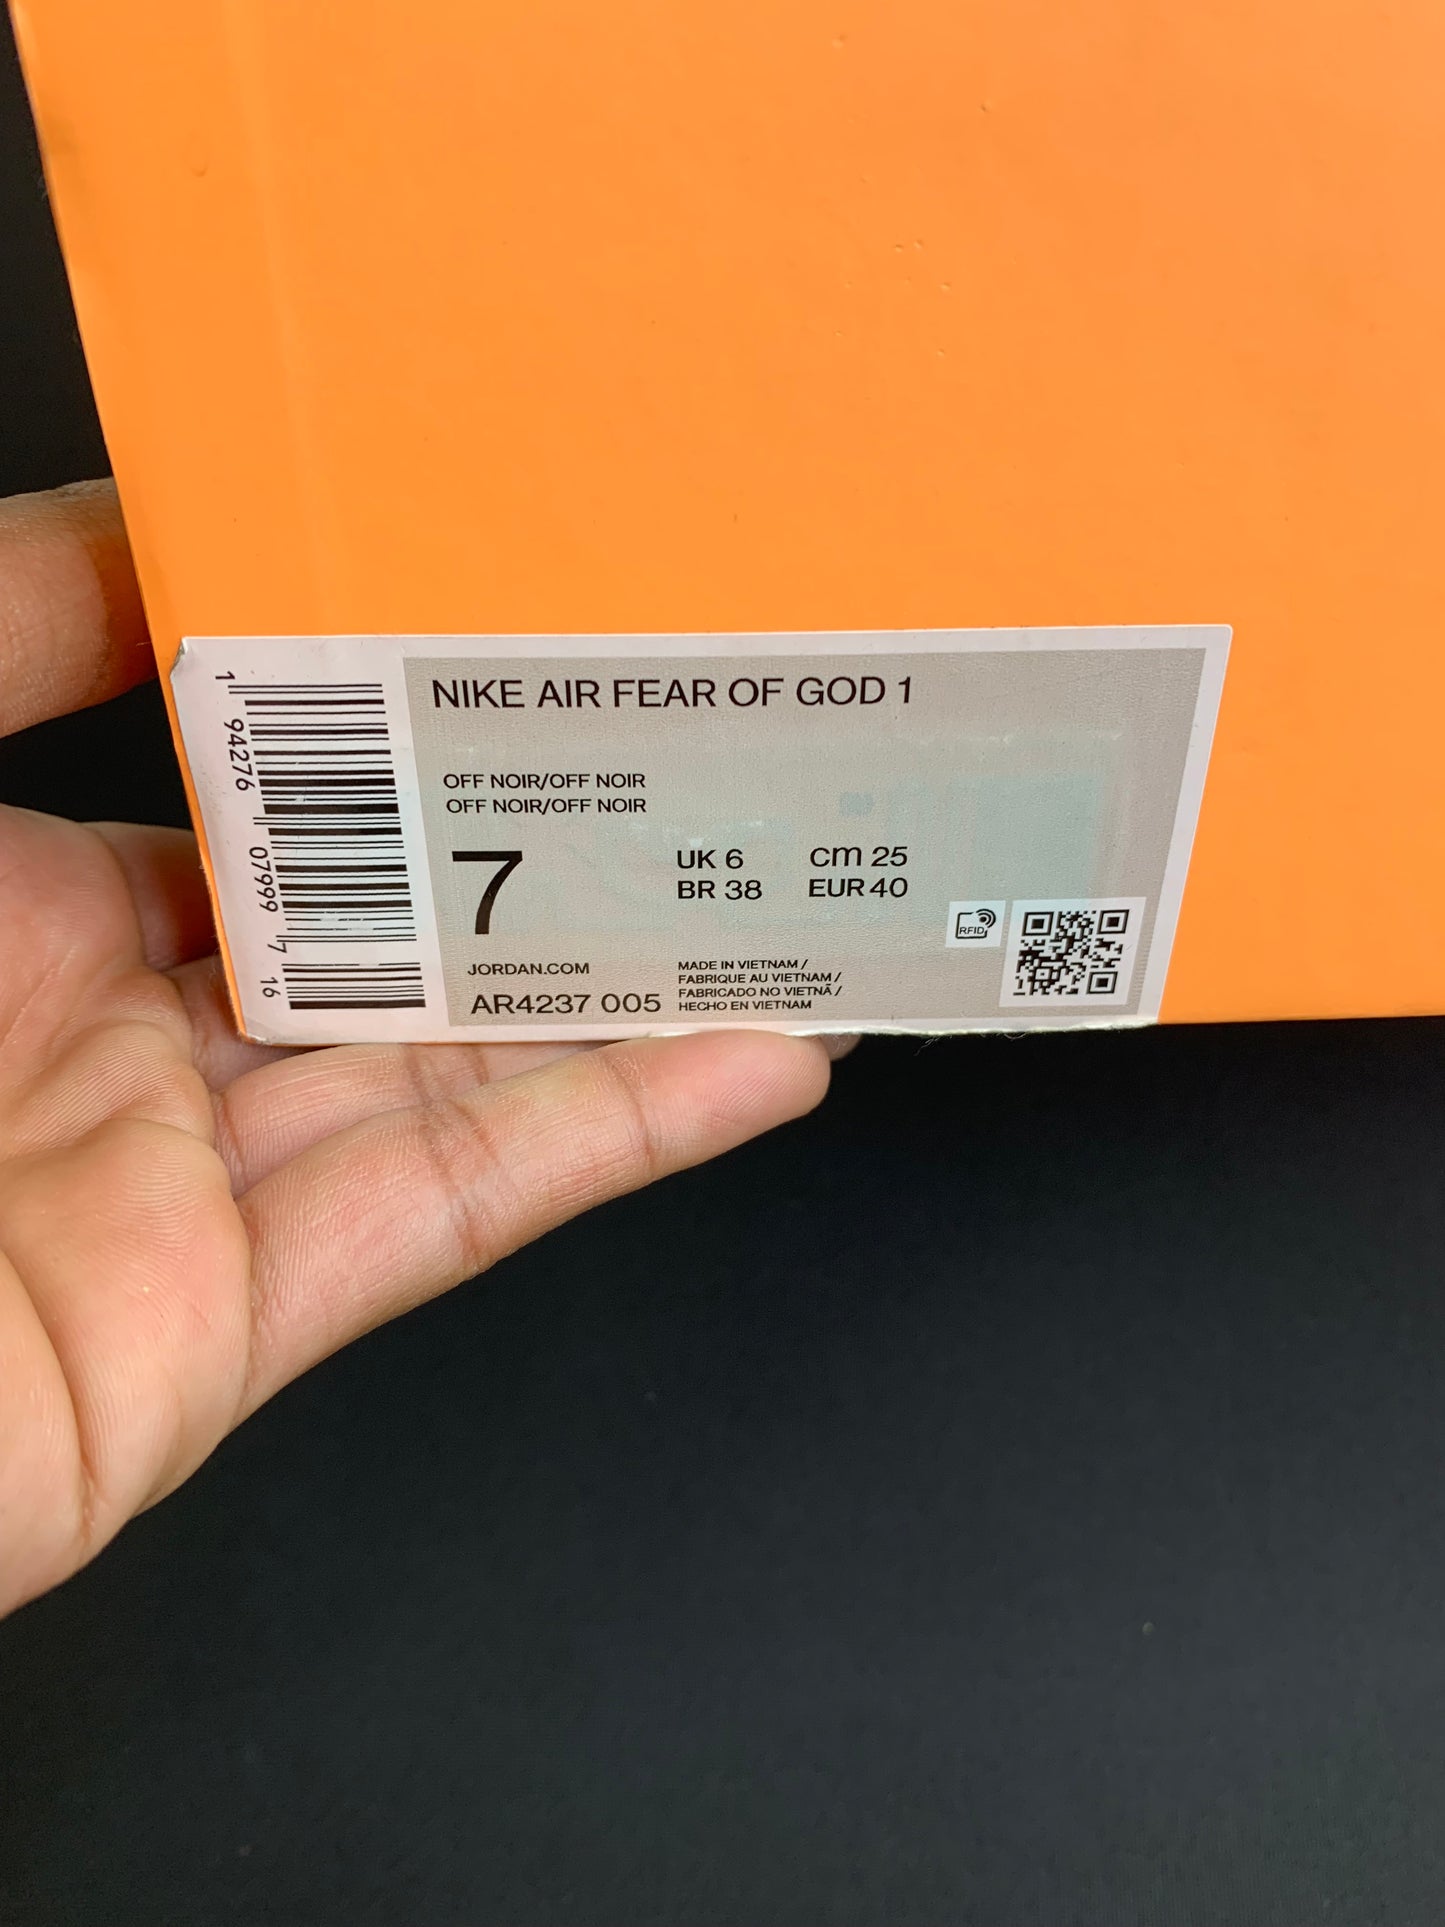 NIKE AIR FEAR OF GOD 1
OFF NOIR/OFF NOIR
OFF NOIR/OFF NOIR
7
UK 6
cm 25
BR 38
EUR 40
RFID
JORDAN.COM
AR4237 005
MADE IN VIETNAM /
FABRIQUE AU VIETNAM /
FABRICADO NO VIETNÃ /
HECHO EN VIETNAM
1 94276 07999 7 16